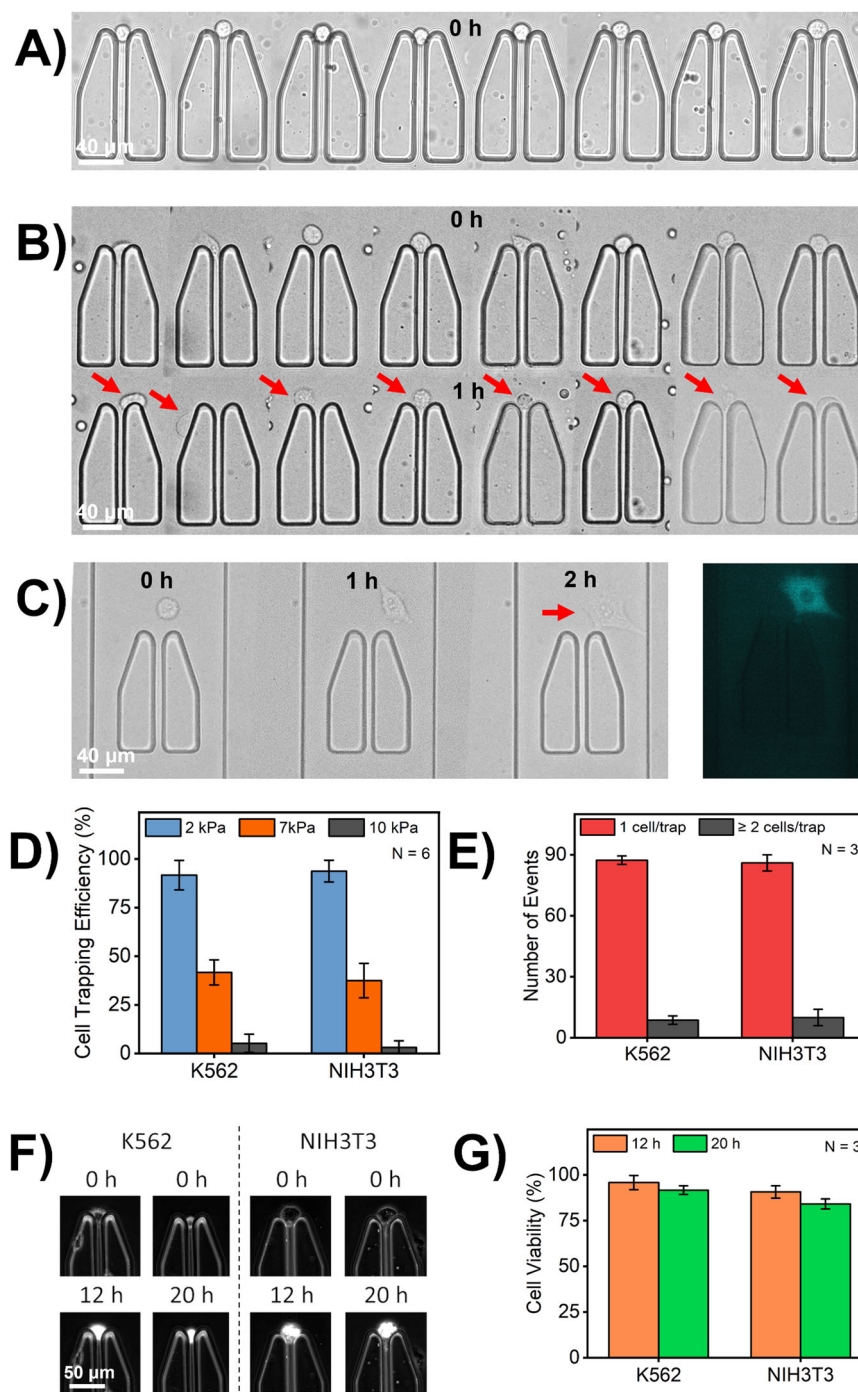 A)
0 h
40 µm
B)
0 h
1 h
40 µm
C)
0 h
1 h
2 h
40 µm
D)
2 kPa
7kPa
10 kPa
N = 6
Cell Trapping Efficiency (%)
90
75
50
25
0
K562
NIH3T3
E)
1 cell/trap
≥ 2 cells/trap
N = 3
Number of Events
90
60
30
0
K562
NIH3T3
F)
K562
NIH3T3
0 h
0 h
0 h
0 h
12 h
20 h
12 h
20 h
50 µm
G)
12 h
20 h
N = 3
Cell Viability (%)
100
75
50
25
0
K562
NIH3T3